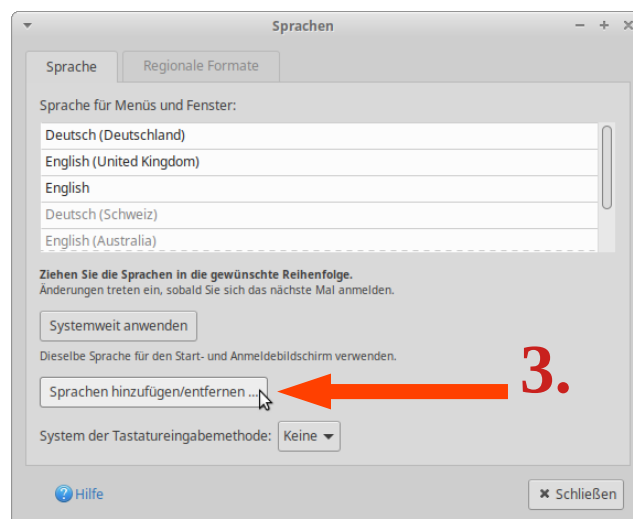 Sprachen
Sprache
Regionale Formate
Sprache für Menüs und Fenster:
Deutsch (Deutschland)
English (United Kingdom)
English
Deutsch (Schweiz)
English (Australia)
Ziehen Sie die Sprachen in die gewünschte Reihenfolge.
Änderungen treten ein, sobald Sie sich das nächste Mal anmelden.
Systemweit anwenden
Dieselbe Sprache für den Start- und Anmeldebildschirm verwenden.
Sprachen hinzufügen/entfernen ...
3.
System der Tastatureingabemethode: Keine
Hilfe
Schließen